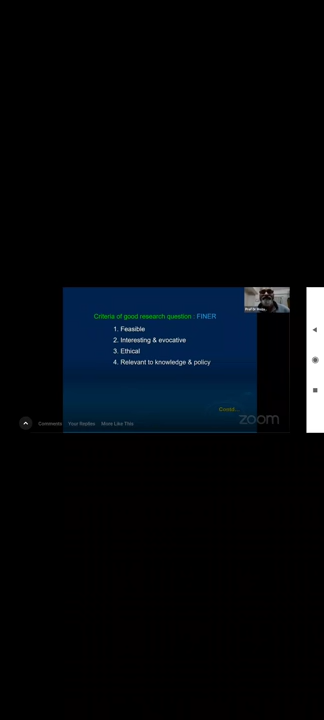 Criteria of good research question : FINER
1. Feasible
2. Interesting & evocative
3. Ethical
4. Relevant to knowledge & policy
zoom
Comments Your Replies More Like This